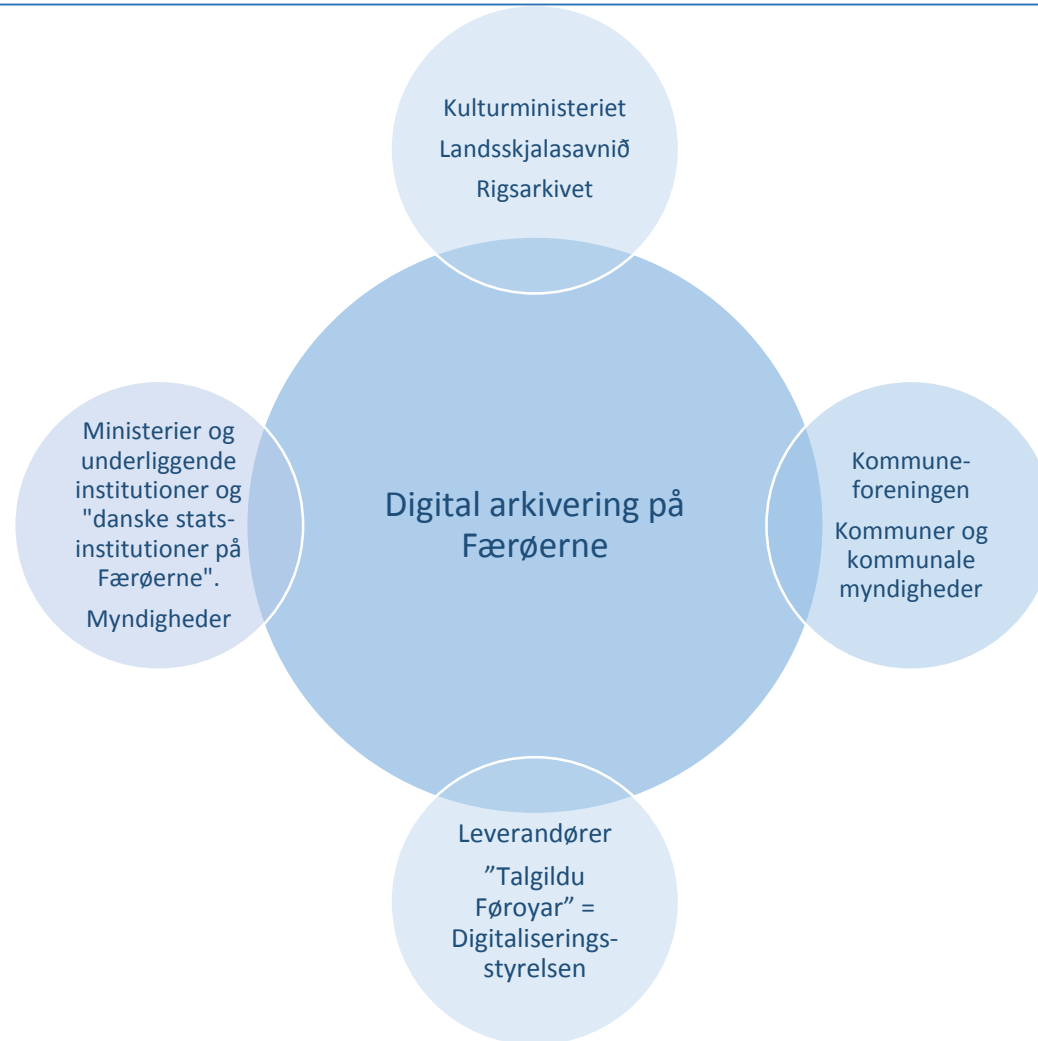 Kulturministeriet
Landsskjalasavnið
Rigsarkivet
Ministerier og
underliggende
institutioner og
"danske stats-
institutioner på
Færøerne".
Myndigheder
Digital arkivering på
Færøerne
Kommune-
foreningen
Kommuner og
kommunale
myndigheder
Leverandører
”Talgildu
Føroyar” =
Digitaliserings-
styrelsen